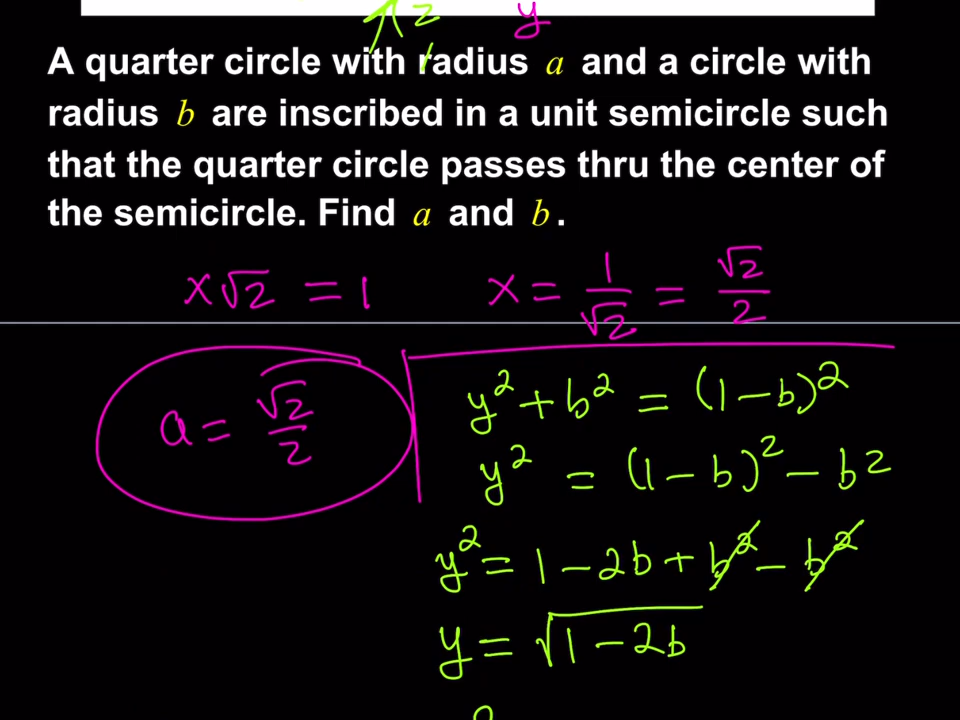 2
y
A quarter circle with radius a and a circle with
radius b are inscribed in a unit semicircle such
that the quarter circle passes thru the center of
the semicircle. Find a and b .
x√2 = 1 x = 1/√2 = √2/2
a = √2/2
y² + b² = (1 − b)²
y² = (1 − b)² − b²
y² = 1 − 2b + b² − b²
y = √(1 − 2b)